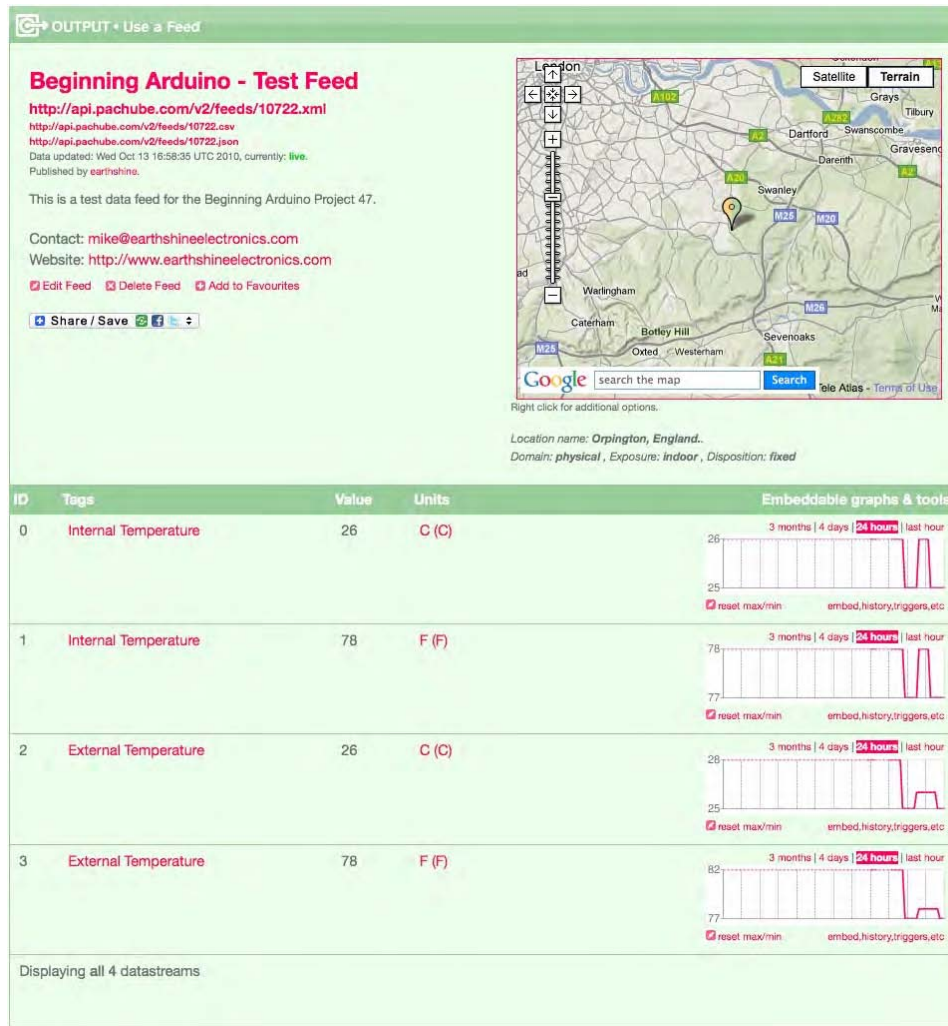 OUTPUT • Use a Feed
Beginning Arduino - Test Feed
http://api.pachube.com/v2/feeds/10722.xml
http://api.pachube.com/v2/feeds/10722.csv
http://api.pachube.com/v2/feeds/10722.json
Data updated: Wed Oct 13 16:58:35 UTC 2010, currently: live.
Published by earthshine.
This is a test data feed for the Beginning Arduino Project 47.
Contact: mike@earthshineelectronics.com
Website: http://www.earthshineelectronics.com
Edit Feed Delete Feed Add to Favourites
Share / Save
London
Satellite Terrain
A102
Grays
Tilbury
A282
A2 Dartford Swanscombe
Gravesend
Darenth
A2
A20
Swanley
M25 M20
Warlingham
M26
Caterham
Botley Hill
Sevenoaks
M25
Oxted Westerham
A21
Google search the map Search Tele Atlas - Terms of Use
Right click for additional options.
Location name: Orpington, England..
Domain: physical , Exposure: indoor , Disposition: fixed
ID Tags Value Units Embeddable graphs & tools
0 Internal Temperature 26 C (C)
3 months | 4 days | 24 hours | last hour
26
25
reset max/min embed,history,triggers,etc
1 Internal Temperature 78 F (F)
3 months | 4 days | 24 hours | last hour
78
77
reset max/min embed,history,triggers,etc
2 External Temperature 26 C (C)
3 months | 4 days | 24 hours | last hour
28
25
reset max/min embed,history,triggers,etc
3 External Temperature 78 F (F)
3 months | 4 days | 24 hours | last hour
82
77
reset max/min embed,history,triggers,etc
Displaying all 4 datastreams